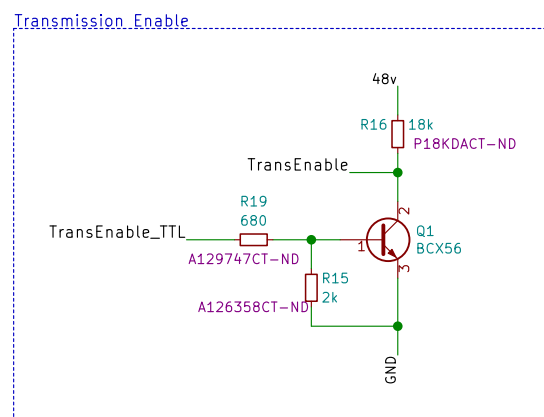 Transmission Enable
48v
R16 18k
P18KDACT-ND
TransEnable
R19
680
TransEnable_TTL
A129747CT-ND
2
1
Q1
BCX56
3
R15
2k
A126358CT-ND
GND